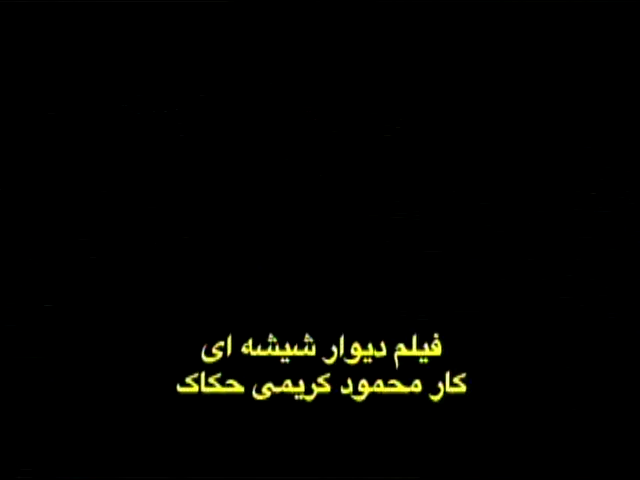 فیلم دیوار شیشه ای
کار محمود کریمی حکاک